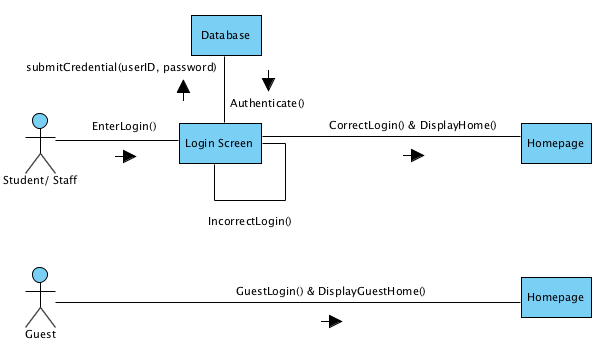 Database
submitCredential(userID, password)
Authenticate()
EnterLogin()
CorrectLogin() & DisplayHome()
Login Screen
Homepage
Student/ Staff
IncorrectLogin()
GuestLogin() & DisplayGuestHome()
Homepage
Guest